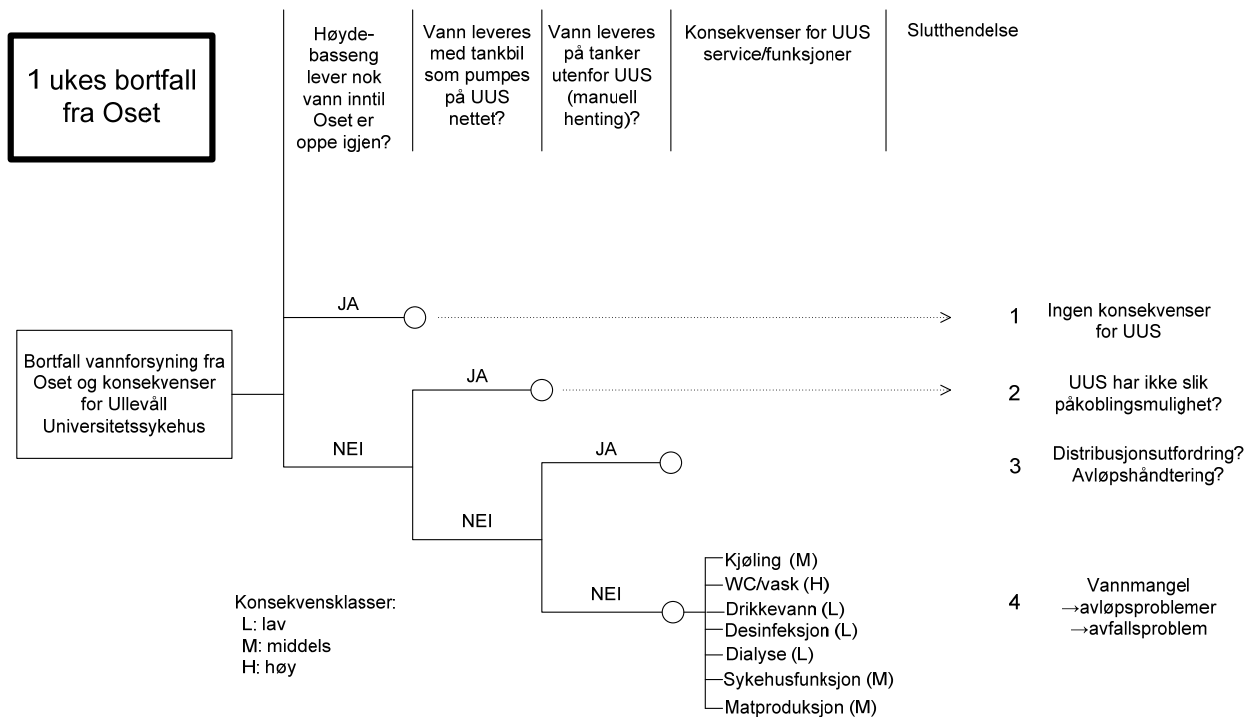 1 ukes bortfall
fra Oset
Høyde-
basseng
lever nok
vann inntil
Oset er
oppe igjen?
Vann leveres
med tankbil
som pumpes
på UUS
nettet?
Vann leveres
på tanker
utenfor UUS
(manuell
henting)?
Konsekvenser for UUS
service/funksjoner
Slutthendelse
JA
1
Ingen konsekvenser
for UUS
Bortfall vannforsyning fra
Oset og konsekvenser
for Ullevåll
Universitetssykehus
JA
2
UUS har ikke slik
påkoblingsmulighet?
NEI
JA
3
Distribusjonsutfordring?
Avløpshåndtering?
NEI
NEI
Kjøling (M)
WC/vask (H)
Drikkevann (L)
Desinfeksjon (L)
Dialyse (L)
Sykehusfunksjon (M)
Matproduksjon (M)
4
Vannmangel
→avløpsproblemer
→avfallsproblem
Konsekvensklasser:
L: lav
M: middels
H: høy